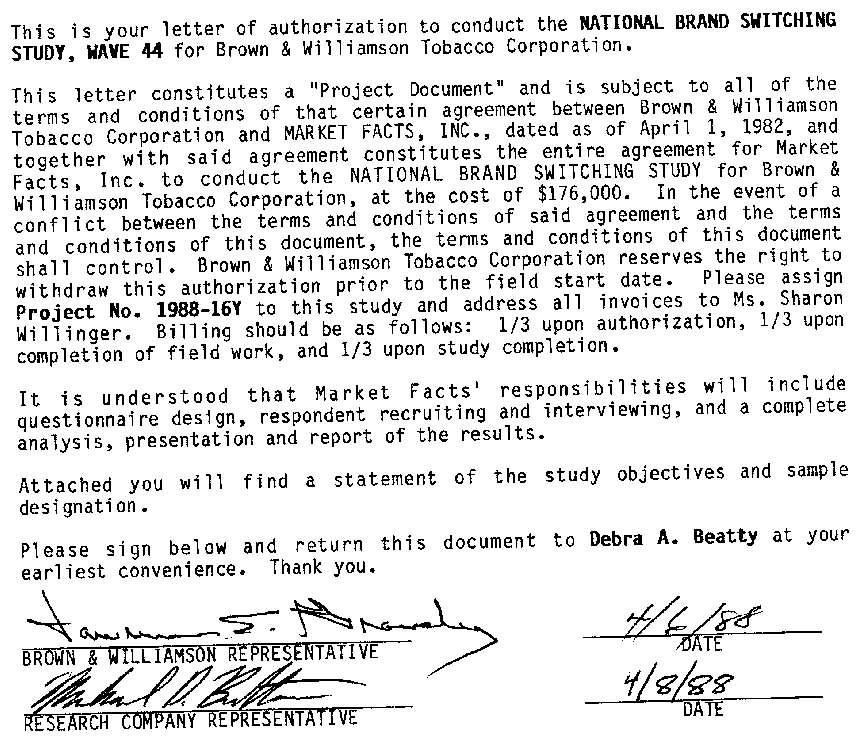 This is your letter of authorization to conduct the NATIONAL BRAND SWITCHING
STUDY, WAVE 44 for Brown & Williamson Tobacco Corporation.
This letter constitutes a "Project Document" and is subject to all of the
terms and conditions of that certain agreement between Brown & Williamson
Tobacco Corporation and MARKET FACTS, INC., dated as of April 1, 1982, and
together with said agreement constitutes the entire agreement for Market
Facts, Inc. to conduct the NATIONAL BRAND SWITCHING STUDY for Brown &
Williamson Tobacco Corporation, at the cost of $176,000. In the event of a
conflict between the terms and conditions of said agreement and the terms
and conditions of this document, the terms and conditions of this document
shall control. Brown & Williamson Tobacco Corporation reserves the right to
withdraw this authorization prior to the field start date. Please assign
Project No. 1988-16Y to this study and address all invoices to Ms. Sharon
Willinger. Billing should be as follows: 1/3 upon authorization, 1/3 upon
completion of field work, and 1/3 upon study completion.
It is understood that Market Facts' responsibilities will include
questionnaire design, respondent recruiting and interviewing, and a complete
analysis, presentation and report of the results.
Attached you will find a statement of the study objectives and sample
designation.
Please sign below and return this document to Debra A. Beatty at your
earliest convenience. Thank you.
4/6/88
BROWN & WILLIAMSON REPRESENTATIVE DATE
Michael D. 4/8/88
RESEARCH COMPANY REPRESENTATIVE DATE